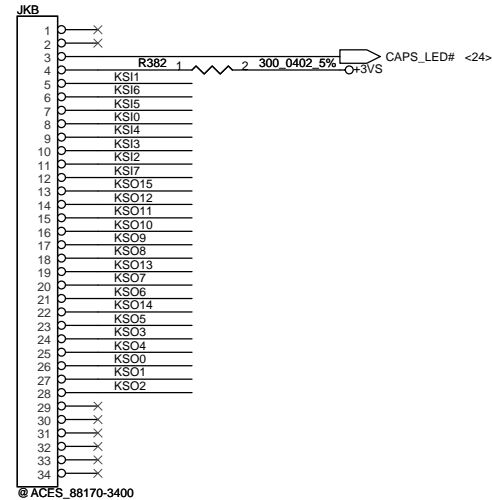 JKB
1
2
3 CAPS_LED# <24>
4 R382 1 2 300_0402_5% +3VS
5 KSI1
6 KSI6
7 KSI5
8 KSI0
9 KSI4
10 KSI3
11 KSI2
12 KSI7
13 KSO15
14 KSO12
15 KSO11
16 KSO10
17 KSO9
18 KSO8
19 KSO13
20 KSO7
21 KSO6
22 KSO14
23 KSO5
24 KSO3
25 KSO4
26 KSO0
27 KSO1
28 KSO2
29
30
31
32
33
34
@ ACES_88170-3400